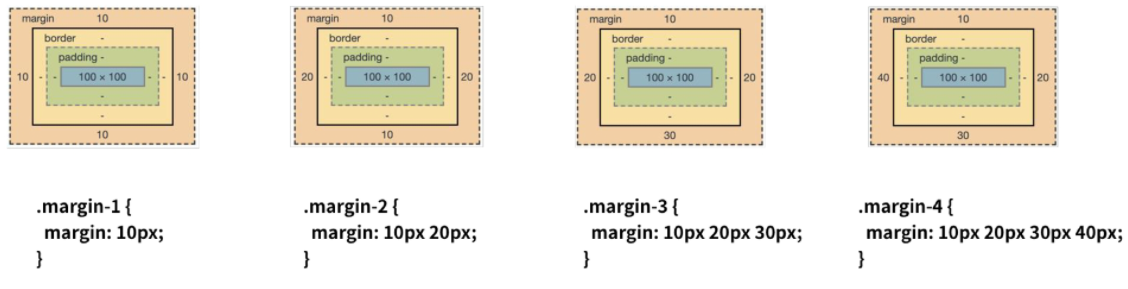 margin 10
border -
padding -
10 - - 100 × 100 - - 10
-
-
10
margin 10
border -
padding -
20 - - 100 × 100 - - 20
-
-
10
margin 10
border -
padding -
20 - - 100 × 100 - - 20
-
-
30
margin 10
border -
padding -
40 - - 100 × 100 - - 20
-
-
30
.margin-1 {
margin: 10px;
}
.margin-2 {
margin: 10px 20px;
}
.margin-3 {
margin: 10px 20px 30px;
}
.margin-4 {
margin: 10px 20px 30px 40px;
}